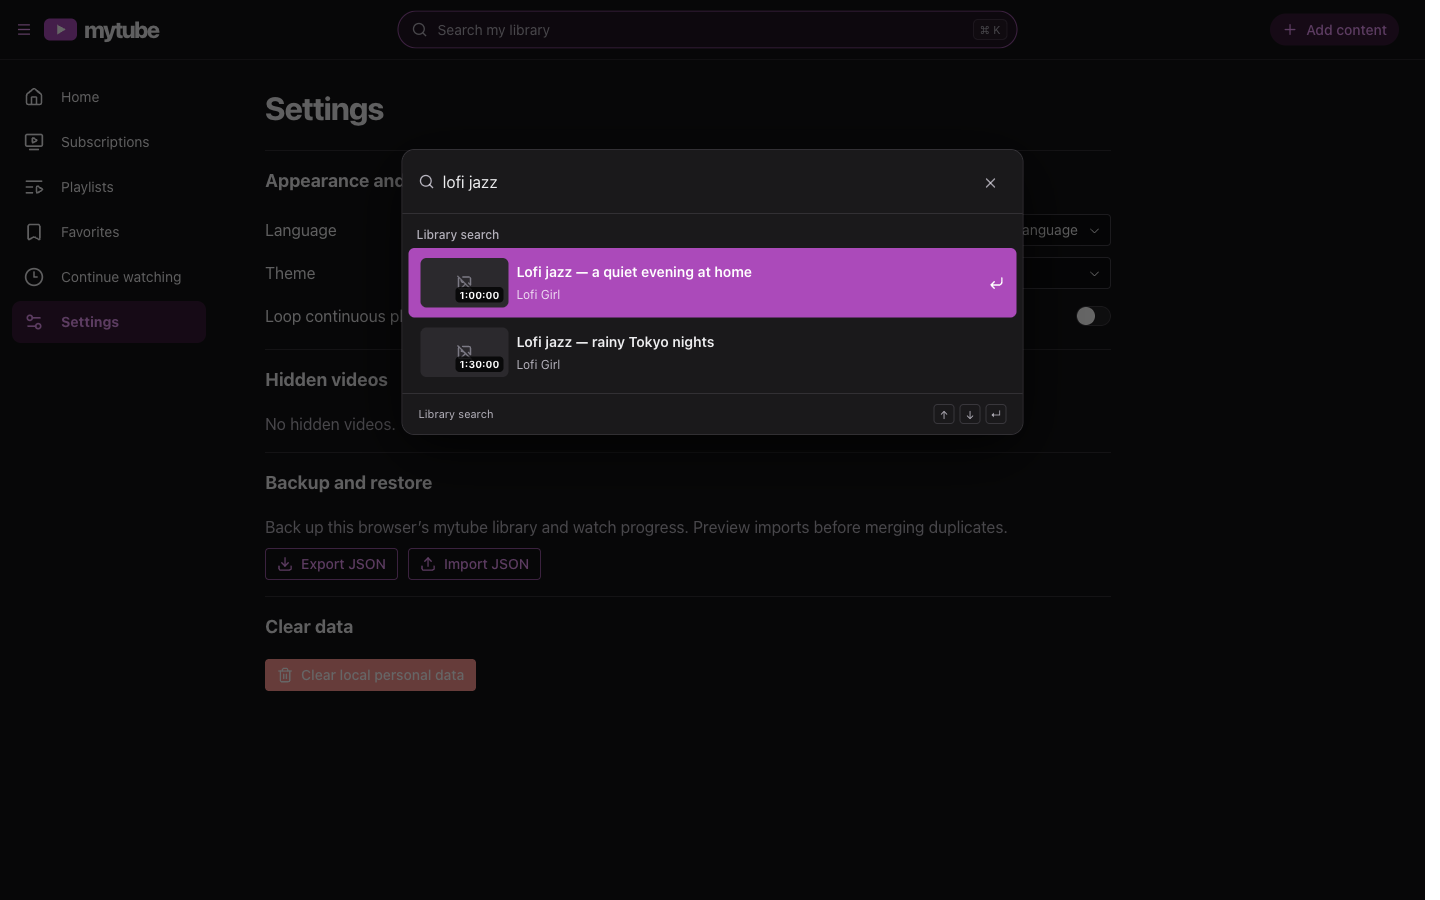 mytube
Search my library
⌘ K
Add content
Home
Subscriptions
Playlists
Favorites
Continue watching
Settings
Settings
Appearance and
Language
anguage
Theme
Loop continuous pl
Hidden videos
No hidden videos.
lofi jazz
Library search
1:00:00
Lofi jazz — a quiet evening at home
Lofi Girl
1:30:00
Lofi jazz — rainy Tokyo nights
Lofi Girl
Library search
Backup and restore
Back up this browser’s mytube library and watch progress. Preview imports before merging duplicates.
Export JSON
Import JSON
Clear data
Clear local personal data